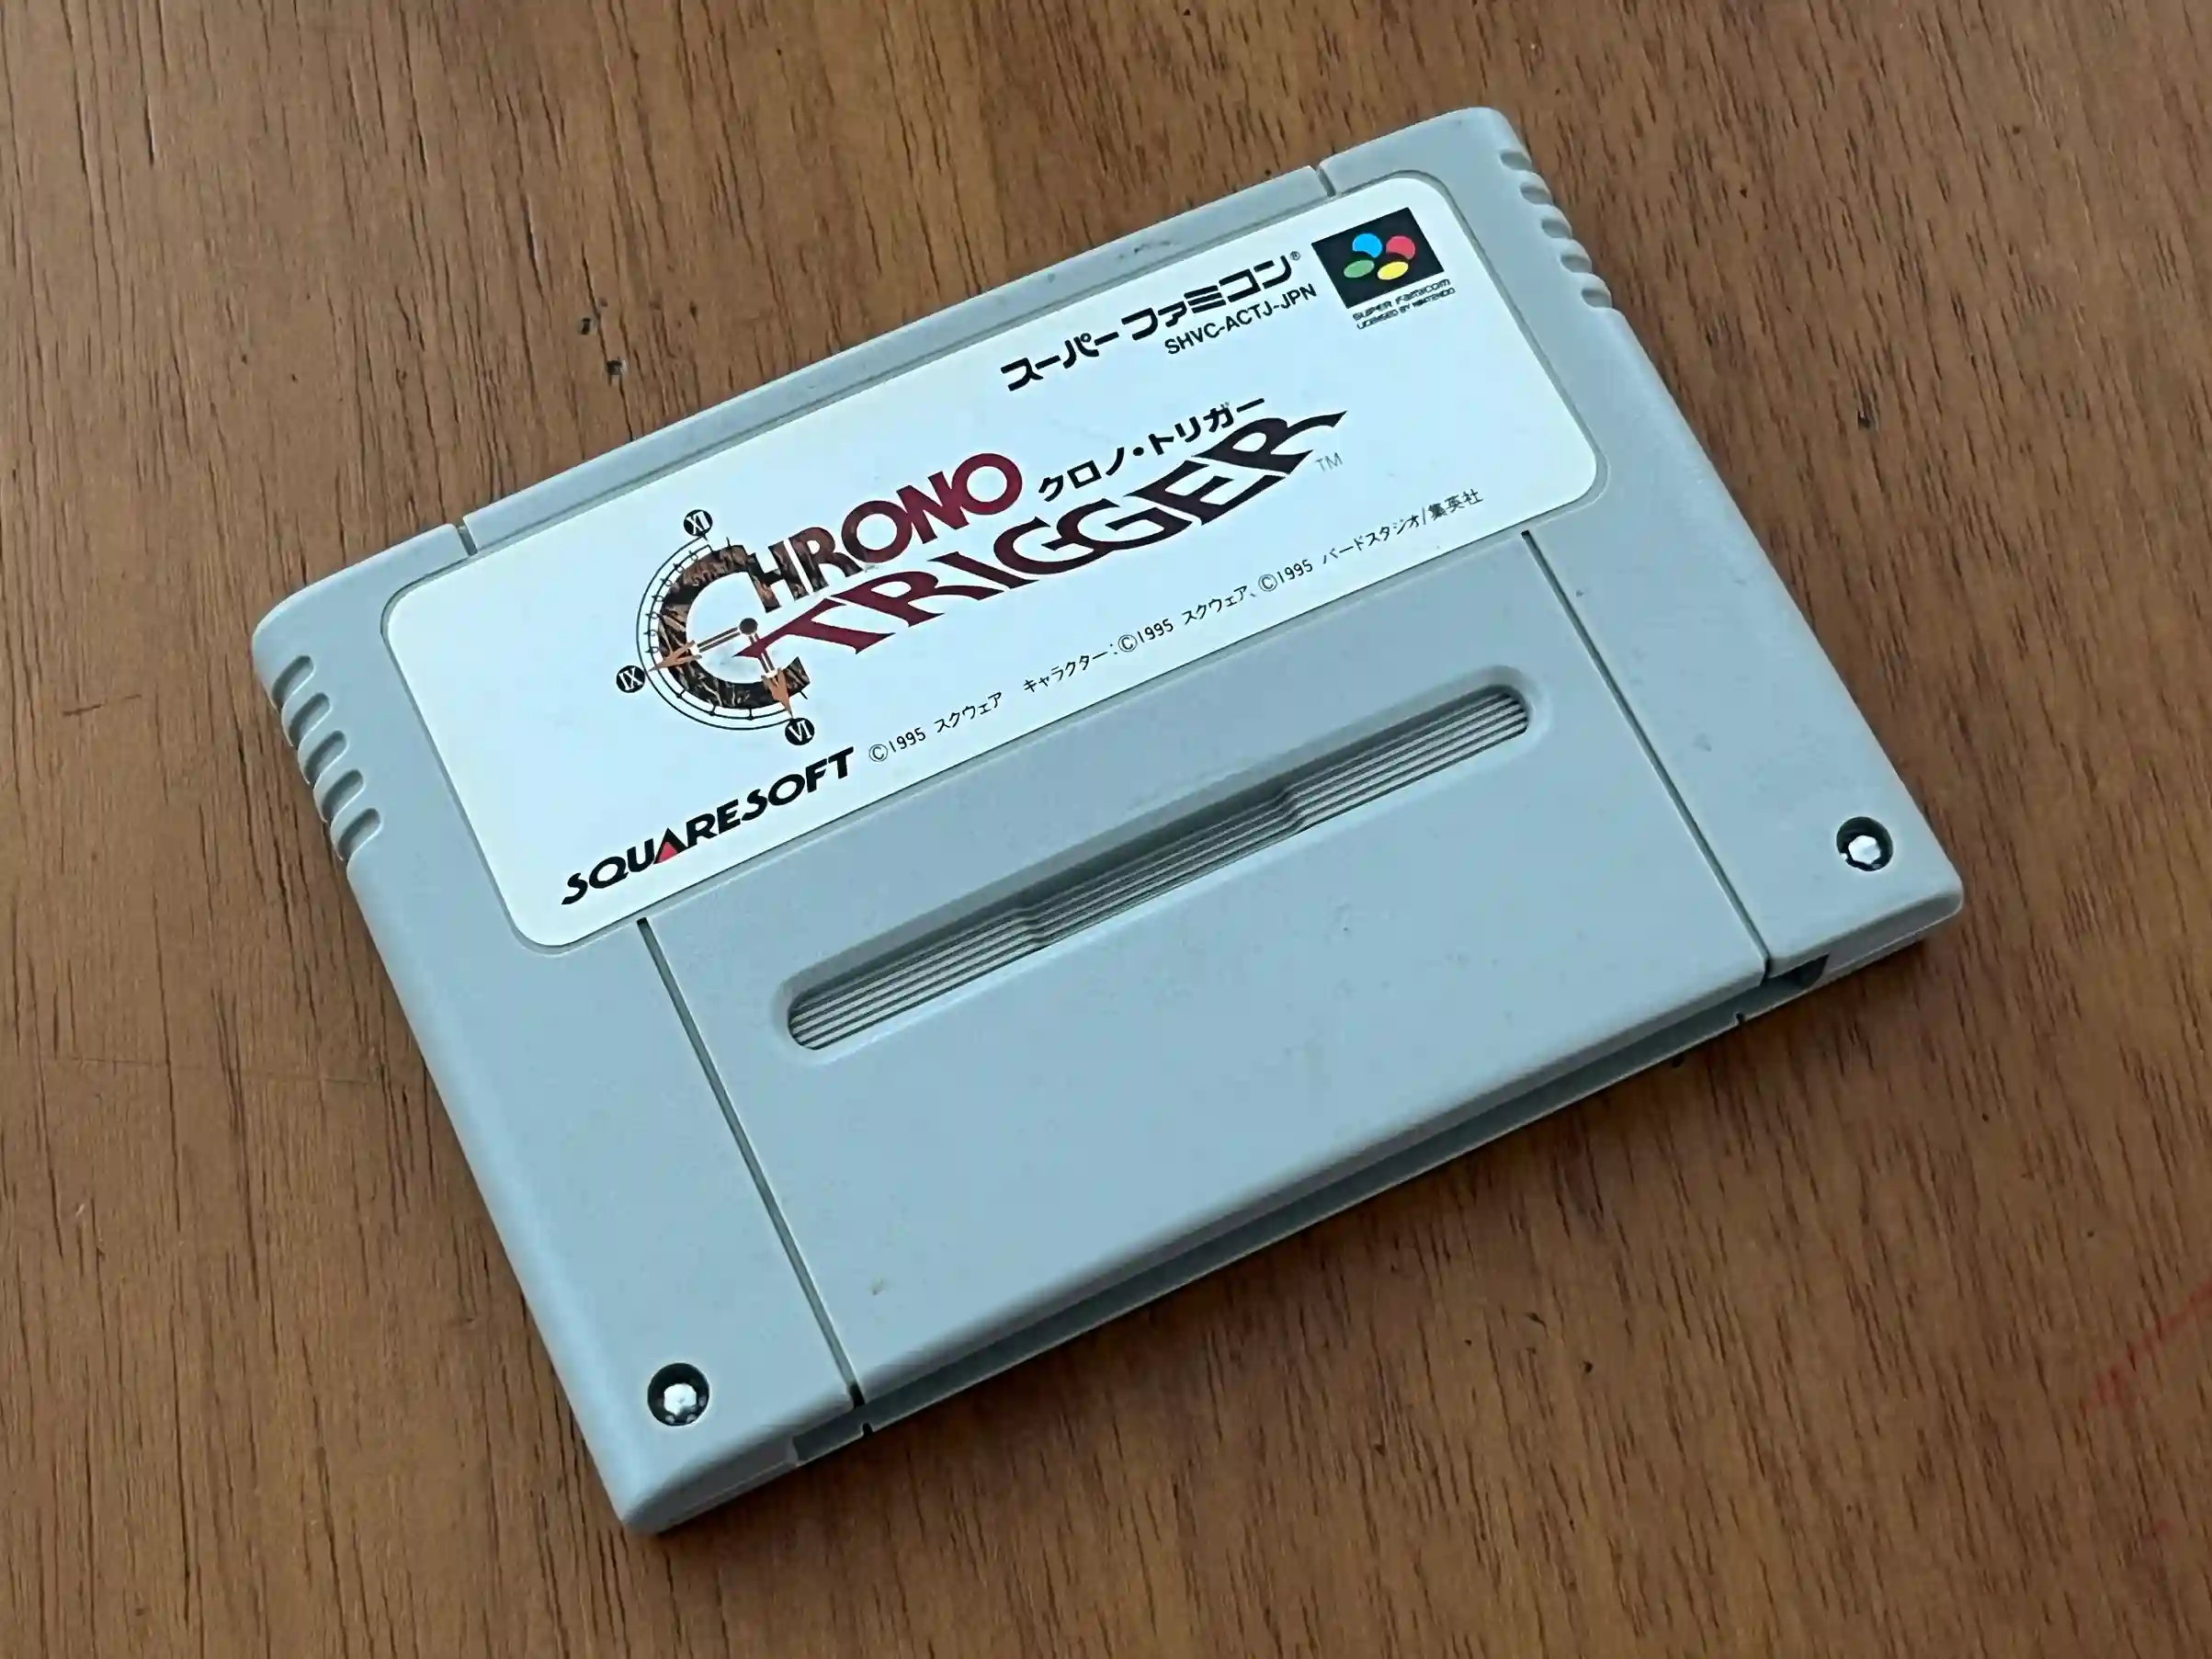 スーパーファミコン®
SHVC-ACTJ-JPN
SUPER FAMICOM
LICENSED BY NINTENDO
クロノ・トリガー
CHRONO
TRIGGER™
XI
IX
VI
SQUARESOFT ©1995 スクウェア キャラクター:©1995 スクウェア、©1995 バードスタジオ/集英社